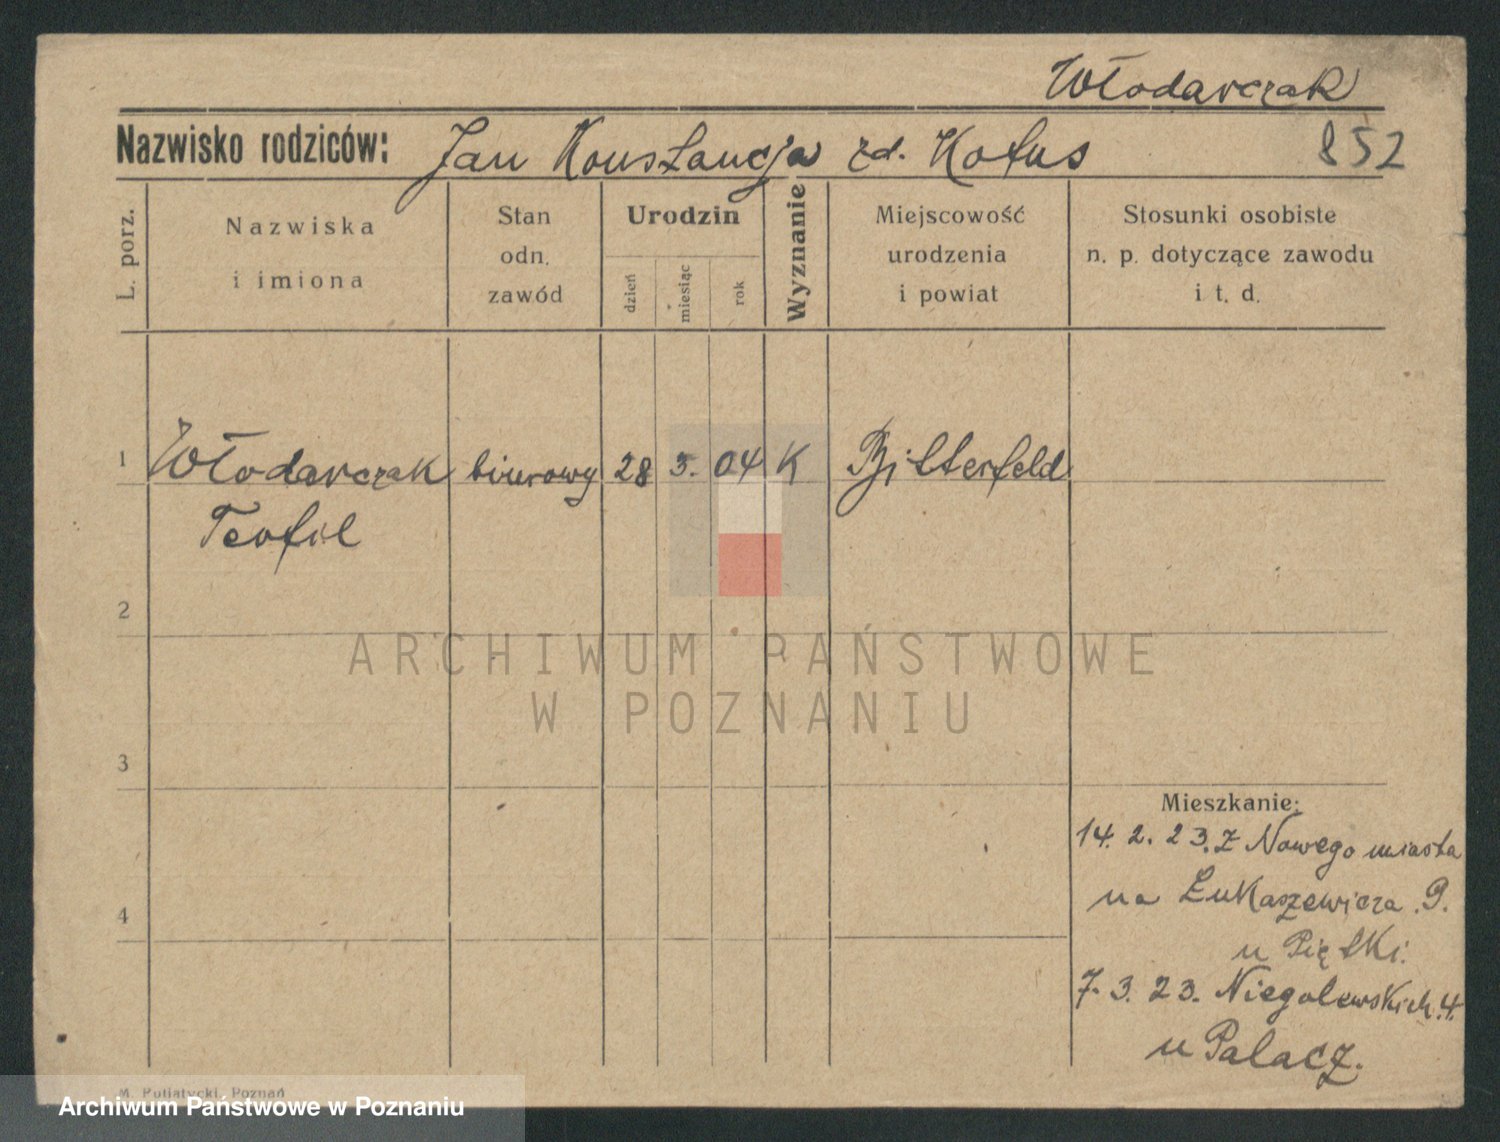 Włodarczak
Nazwisko rodziców: Jan Konstancja zd. Kotus 852
L. porz.
Nazwiska
i imiona
Stan
odn.
zawód
Urodzin
dzień
miesiąc
rok
Wyznanie
Miejscowość
urodzenia
i powiat
Stosunki osobiste
n. p. dotyczące zawodu
i t. d.
1 Włodarczak biurowy 28 5. 04 K Bitterfeld
Teofil
2
ARCHIWUM PAŃSTWOWE
W POZNANIU
3
Mieszkanie:
14. 2. 23. z Nowego miasta
na Łukaszewicza 9.
4
u Piętki.
7. 3. 23. Niegolewskich 4.
u Palacz.
M. Putiatycki, Poznań
Archiwum Państwowe w Poznaniu